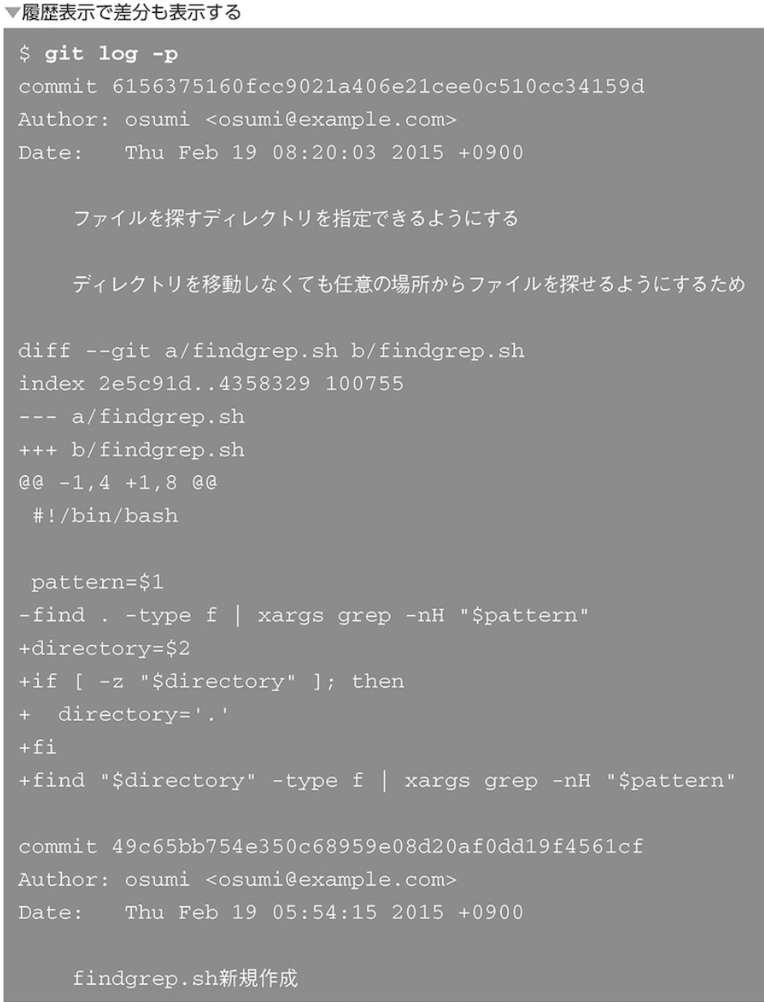 ▼履歴表示で差分も表示する
$ git log -p
commit 6156375160fcc9021a406e21cee0c510cc34159d
Author: osumi <osumi@example.com>
Date:   Thu Feb 19 08:20:03 2015 +0900
ファイルを探すディレクトリを指定できるようにする
ディレクトリを移動しなくても任意の場所からファイルを探せるようにするため
diff --git a/findgrep.sh b/findgrep.sh
index 2e5c91d..4358329 100755
--- a/findgrep.sh
+++ b/findgrep.sh
@@ -1,4 +1,8 @@
 #!/bin/bash
 pattern=$1
-find . -type f | xargs grep -nH "$pattern"
+directory=$2
+if [ -z "$directory" ]; then
+  directory='.'
+fi
+find "$directory" -type f | xargs grep -nH "$pattern"
commit 49c65bb754e350c68959e08d20af0dd19f4561cf
Author: osumi <osumi@example.com>
Date:   Thu Feb 19 05:54:15 2015 +0900
findgrep.sh新規作成